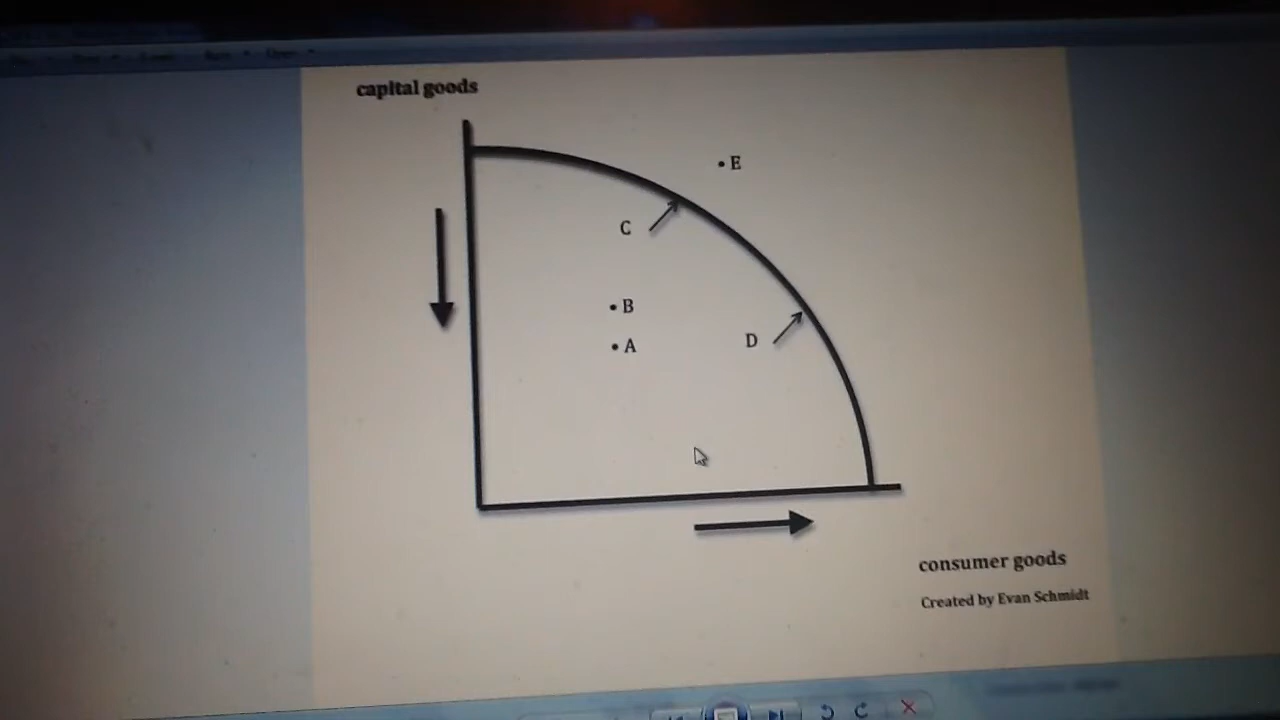 capital goods
• E
C
• B
• A
D
consumer goods
Created by Evan Schmidt